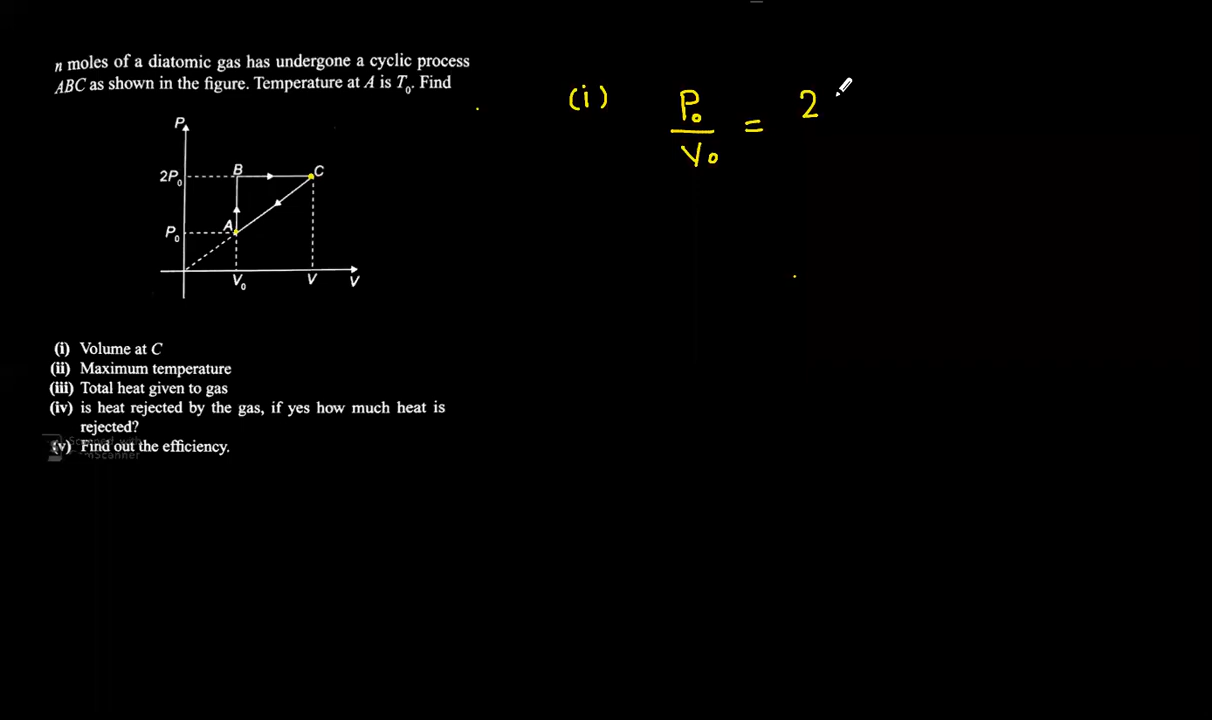 n moles of a diatomic gas has undergone a cyclic process
ABC as shown in the figure. Temperature at A is T₀. Find
P
2P₀ B C
P₀ A
V₀ V V
(i) Volume at C
(ii) Maximum temperature
(iii) Total heat given to gas
(iv) is heat rejected by the gas, if yes how much heat is
rejected?
(v) Find out the efficiency.
(i) P₀/V₀ = 2